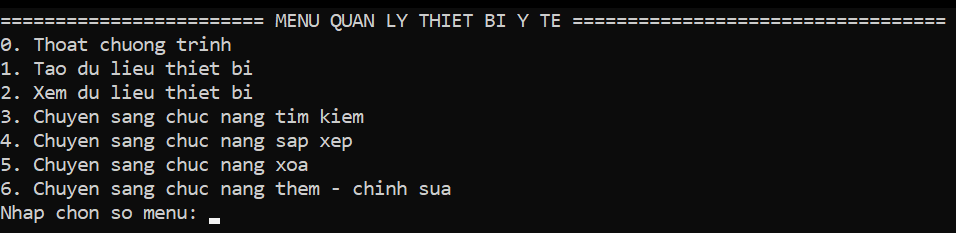 ======================== MENU QUAN LY THIET BI Y TE ==================================
0. Thoat chuong trinh
1. Tao du lieu thiet bi
2. Xem du lieu thiet bi
3. Chuyen sang chuc nang tim kiem
4. Chuyen sang chuc nang sap xep
5. Chuyen sang chuc nang xoa
6. Chuyen sang chuc nang them - chinh sua
Nhap chon so menu: